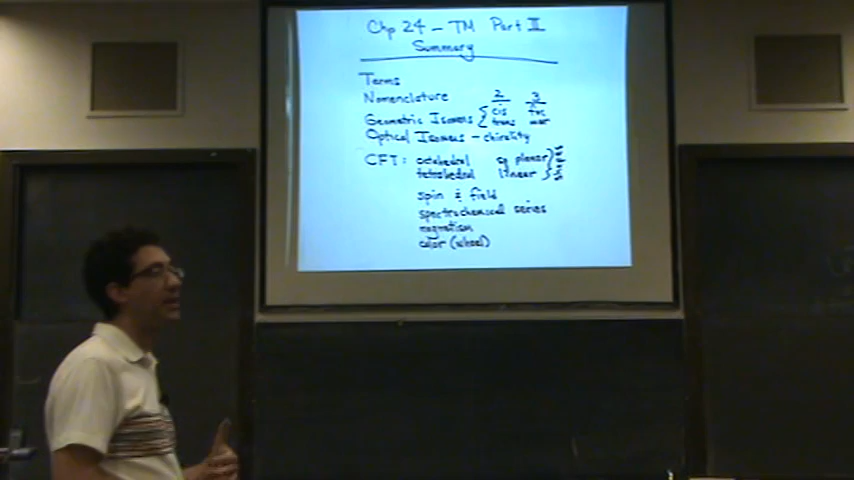 Chp 24 - TM Part II
Summary
Terms
Nomenclature 2 3
Geometric Isomers { cis fac
trans mer
Optical Isomers - chirality
CFT: octahedral sq planar
tetrahedral linear
spin & field
spectrochemical series
magnetism
color (wheel)